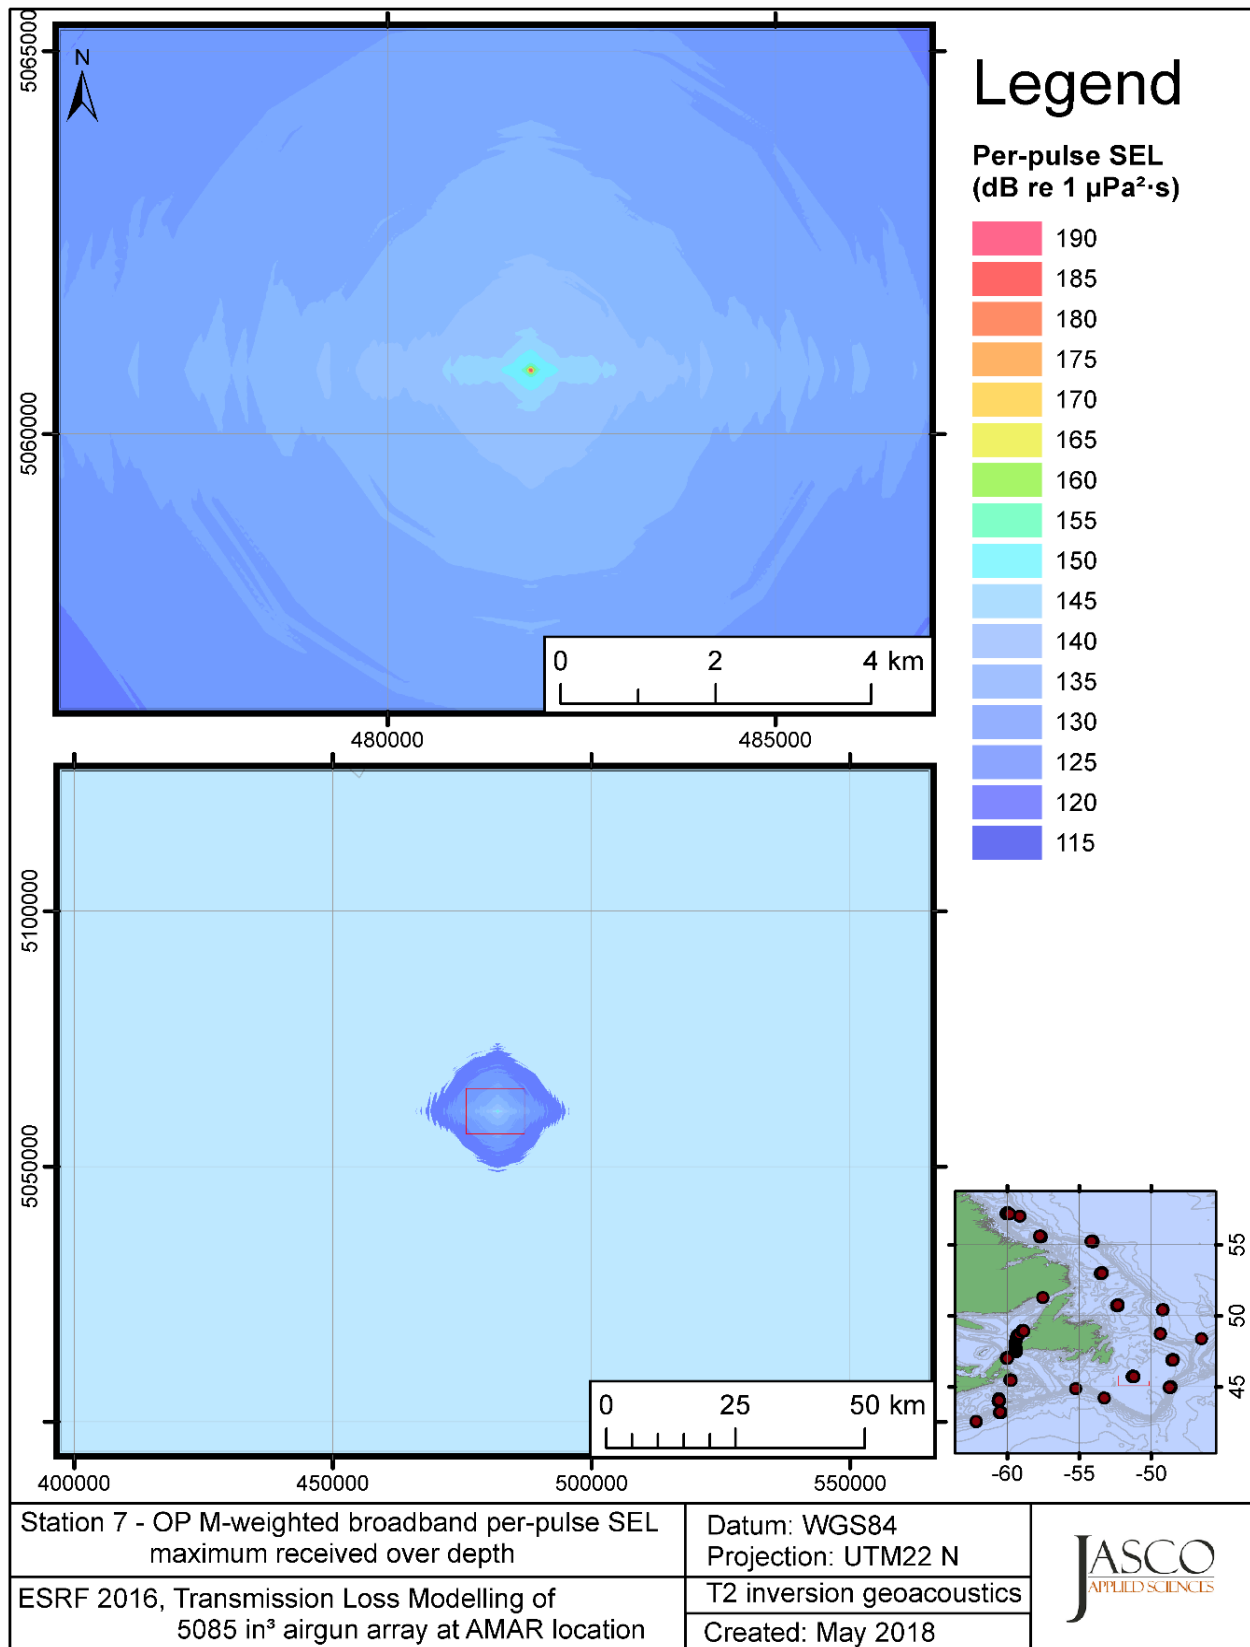 N
5065000
5060000
480000
485000
0
2
4 km
Legend
Per-pulse SEL
(dB re 1 µPa²·s)
190
185
180
175
170
165
160
155
150
145
140
135
130
125
120
115
5100000
5050000
400000
450000
500000
550000
0
25
50 km
55
50
45
-60
-55
-50
Station 7 - OP M-weighted broadband per-pulse SEL
maximum received over depth
ESRF 2016, Transmission Loss Modelling of
5085 in³ airgun array at AMAR location
Datum: WGS84
Projection: UTM22 N
T2 inversion geoacoustics
Created: May 2018
JASCO
APPLIED SCIENCES